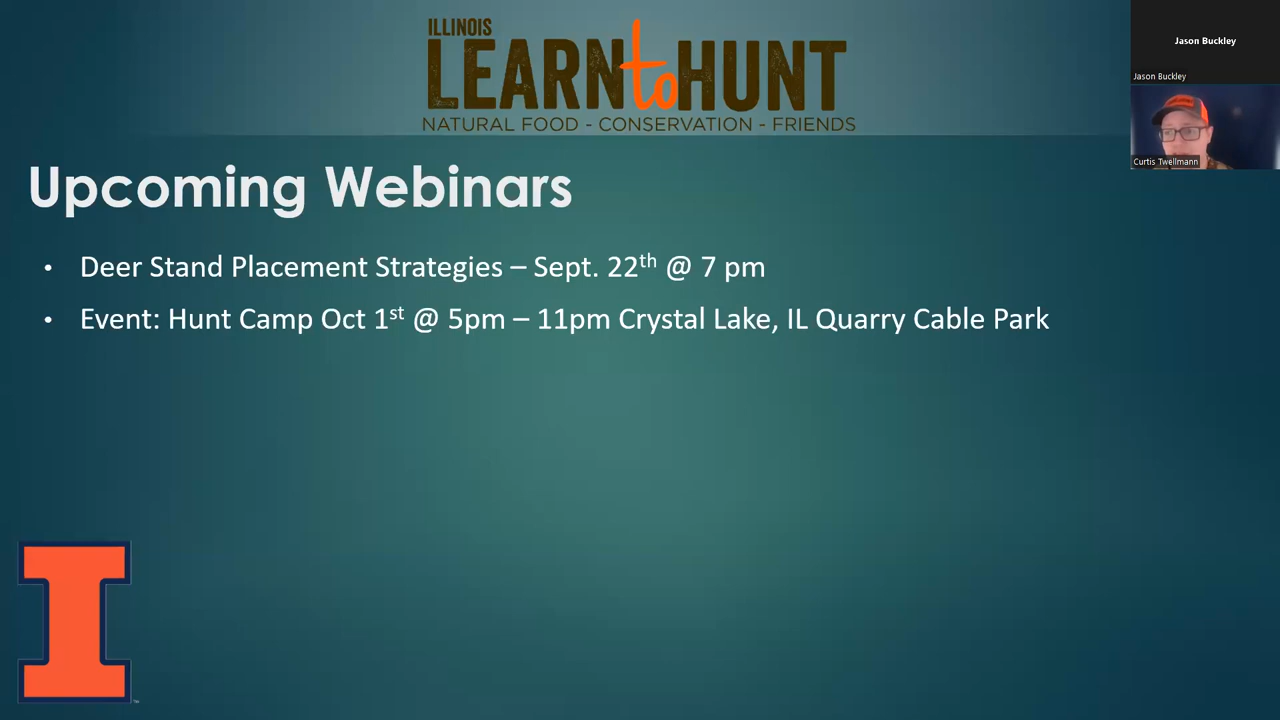 ILLINOIS
LEARN to HUNT
NATURAL FOOD - CONSERVATION - FRIENDS
Jason Buckley
Jason Buckley
Curtis Twellmann
Upcoming Webinars
• Deer Stand Placement Strategies – Sept. 22th @ 7 pm
• Event: Hunt Camp Oct 1st @ 5pm – 11pm Crystal Lake, IL Quarry Cable Park
I
TM